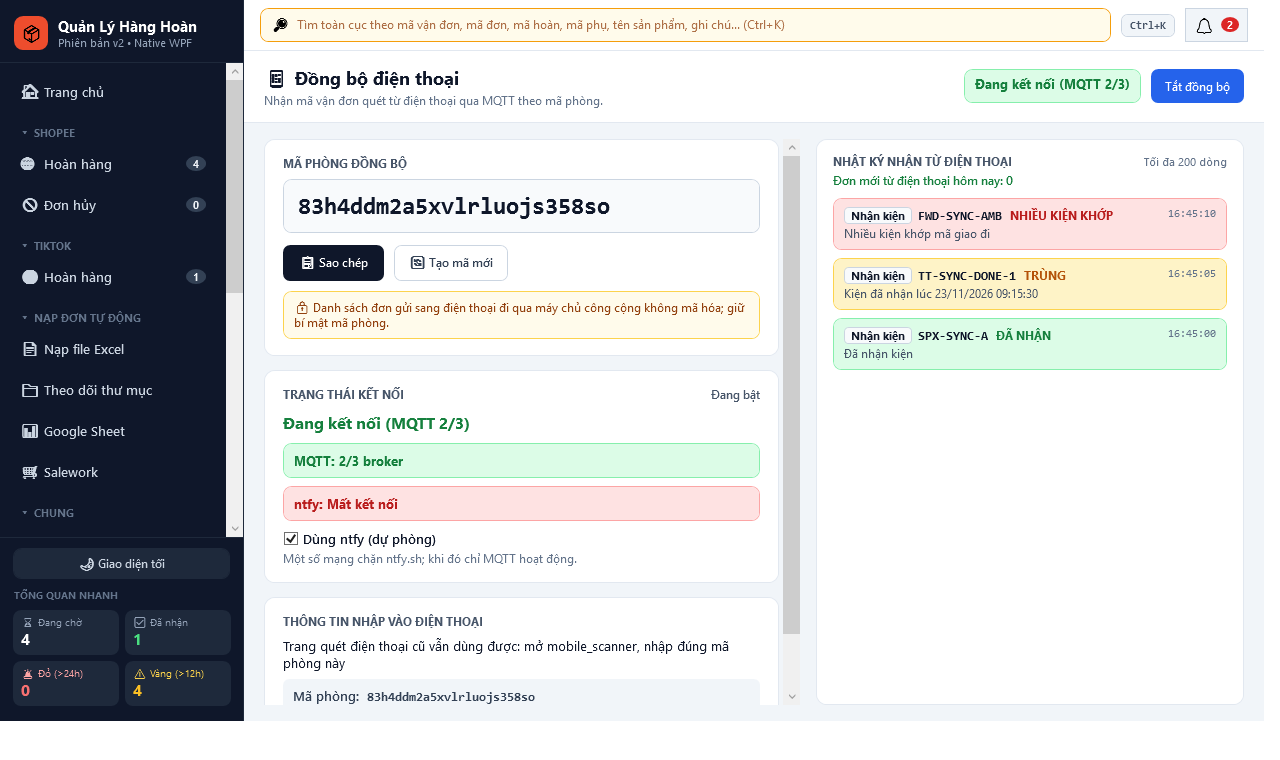 Quản Lý Hàng Hoàn
Phiên bản v2 • Native WPF
Trang chủ
SHOPEE
Hoàn hàng 4
Đơn hủy 0
TIKTOK
Hoàn hàng 1
NẠP ĐƠN TỰ ĐỘNG
Nạp file Excel
Theo dõi thư mục
Google Sheet
Salework
CHUNG
Giao diện tối
TỔNG QUAN NHANH
Đang chờ
4
Đã nhận
1
Đỏ (>24h)
0
Vàng (>12h)
4
Tìm toàn cục theo mã vận đơn, mã đơn, mã hoàn, mã phụ, tên sản phẩm, ghi chú... (Ctrl+K)
Ctrl+K
2
Đồng bộ điện thoại
Nhận mã vận đơn quét từ điện thoại qua MQTT theo mã phòng.
Đang kết nối (MQTT 2/3)
Tắt đồng bộ
MÃ PHÒNG ĐỒNG BỘ
83h4ddm2a5xvlrluojs358so
Sao chép
Tạo mã mới
Danh sách đơn gửi sang điện thoại đi qua máy chủ công cộng không mã hóa; giữ
bí mật mã phòng.
TRẠNG THÁI KẾT NỐI
Đang bật
Đang kết nối (MQTT 2/3)
MQTT: 2/3 broker
ntfy: Mất kết nối
Dùng ntfy (dự phòng)
Một số mạng chặn ntfy.sh; khi đó chỉ MQTT hoạt động.
THÔNG TIN NHẬP VÀO ĐIỆN THOẠI
Trang quét điện thoại cũ vẫn dùng được: mở mobile_scanner, nhập đúng mã
phòng này
Mã phòng: 83h4ddm2a5xvlrluojs358so
NHẬT KÝ NHẬN TỪ ĐIỆN THOẠI
Tối đa 200 dòng
Đơn mới từ điện thoại hôm nay: 0
Nhận kiện FWD-SYNC-AMB NHIỀU KIỆN KHỚP 16:45:10
Nhiều kiện khớp mã giao đi
Nhận kiện TT-SYNC-DONE-1 TRÙNG 16:45:05
Kiện đã nhận lúc 23/11/2026 09:15:30
Nhận kiện SPX-SYNC-A ĐÃ NHẬN 16:45:00
Đã nhận kiện